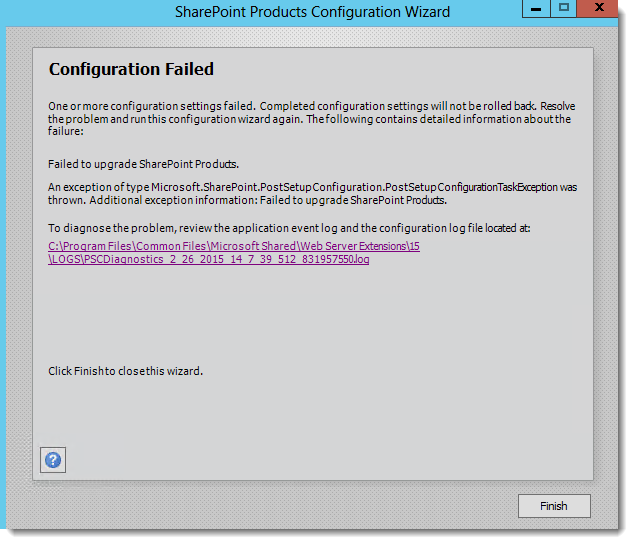 SharePoint Products Configuration Wizard
Configuration Failed
One or more configuration settings failed. Completed configuration settings will not be rolled back. Resolve
the problem and run this configuration wizard again. The following contains detailed information about the
failure:
Failed to upgrade SharePoint Products.
An exception of type Microsoft.SharePoint.PostSetupConfiguration.PostSetupConfigurationTaskException was
thrown. Additional exception information: Failed to upgrade SharePoint Products.
To diagnose the problem, review the application event log and the configuration log file located at:
C:\Program Files\Common Files\Microsoft Shared\Web Server Extensions\15
\LOGS\PSCDiagnostics_2_26_2015_14_7_39_512_831957550.log
Click Finish to close this wizard.
?
Finish